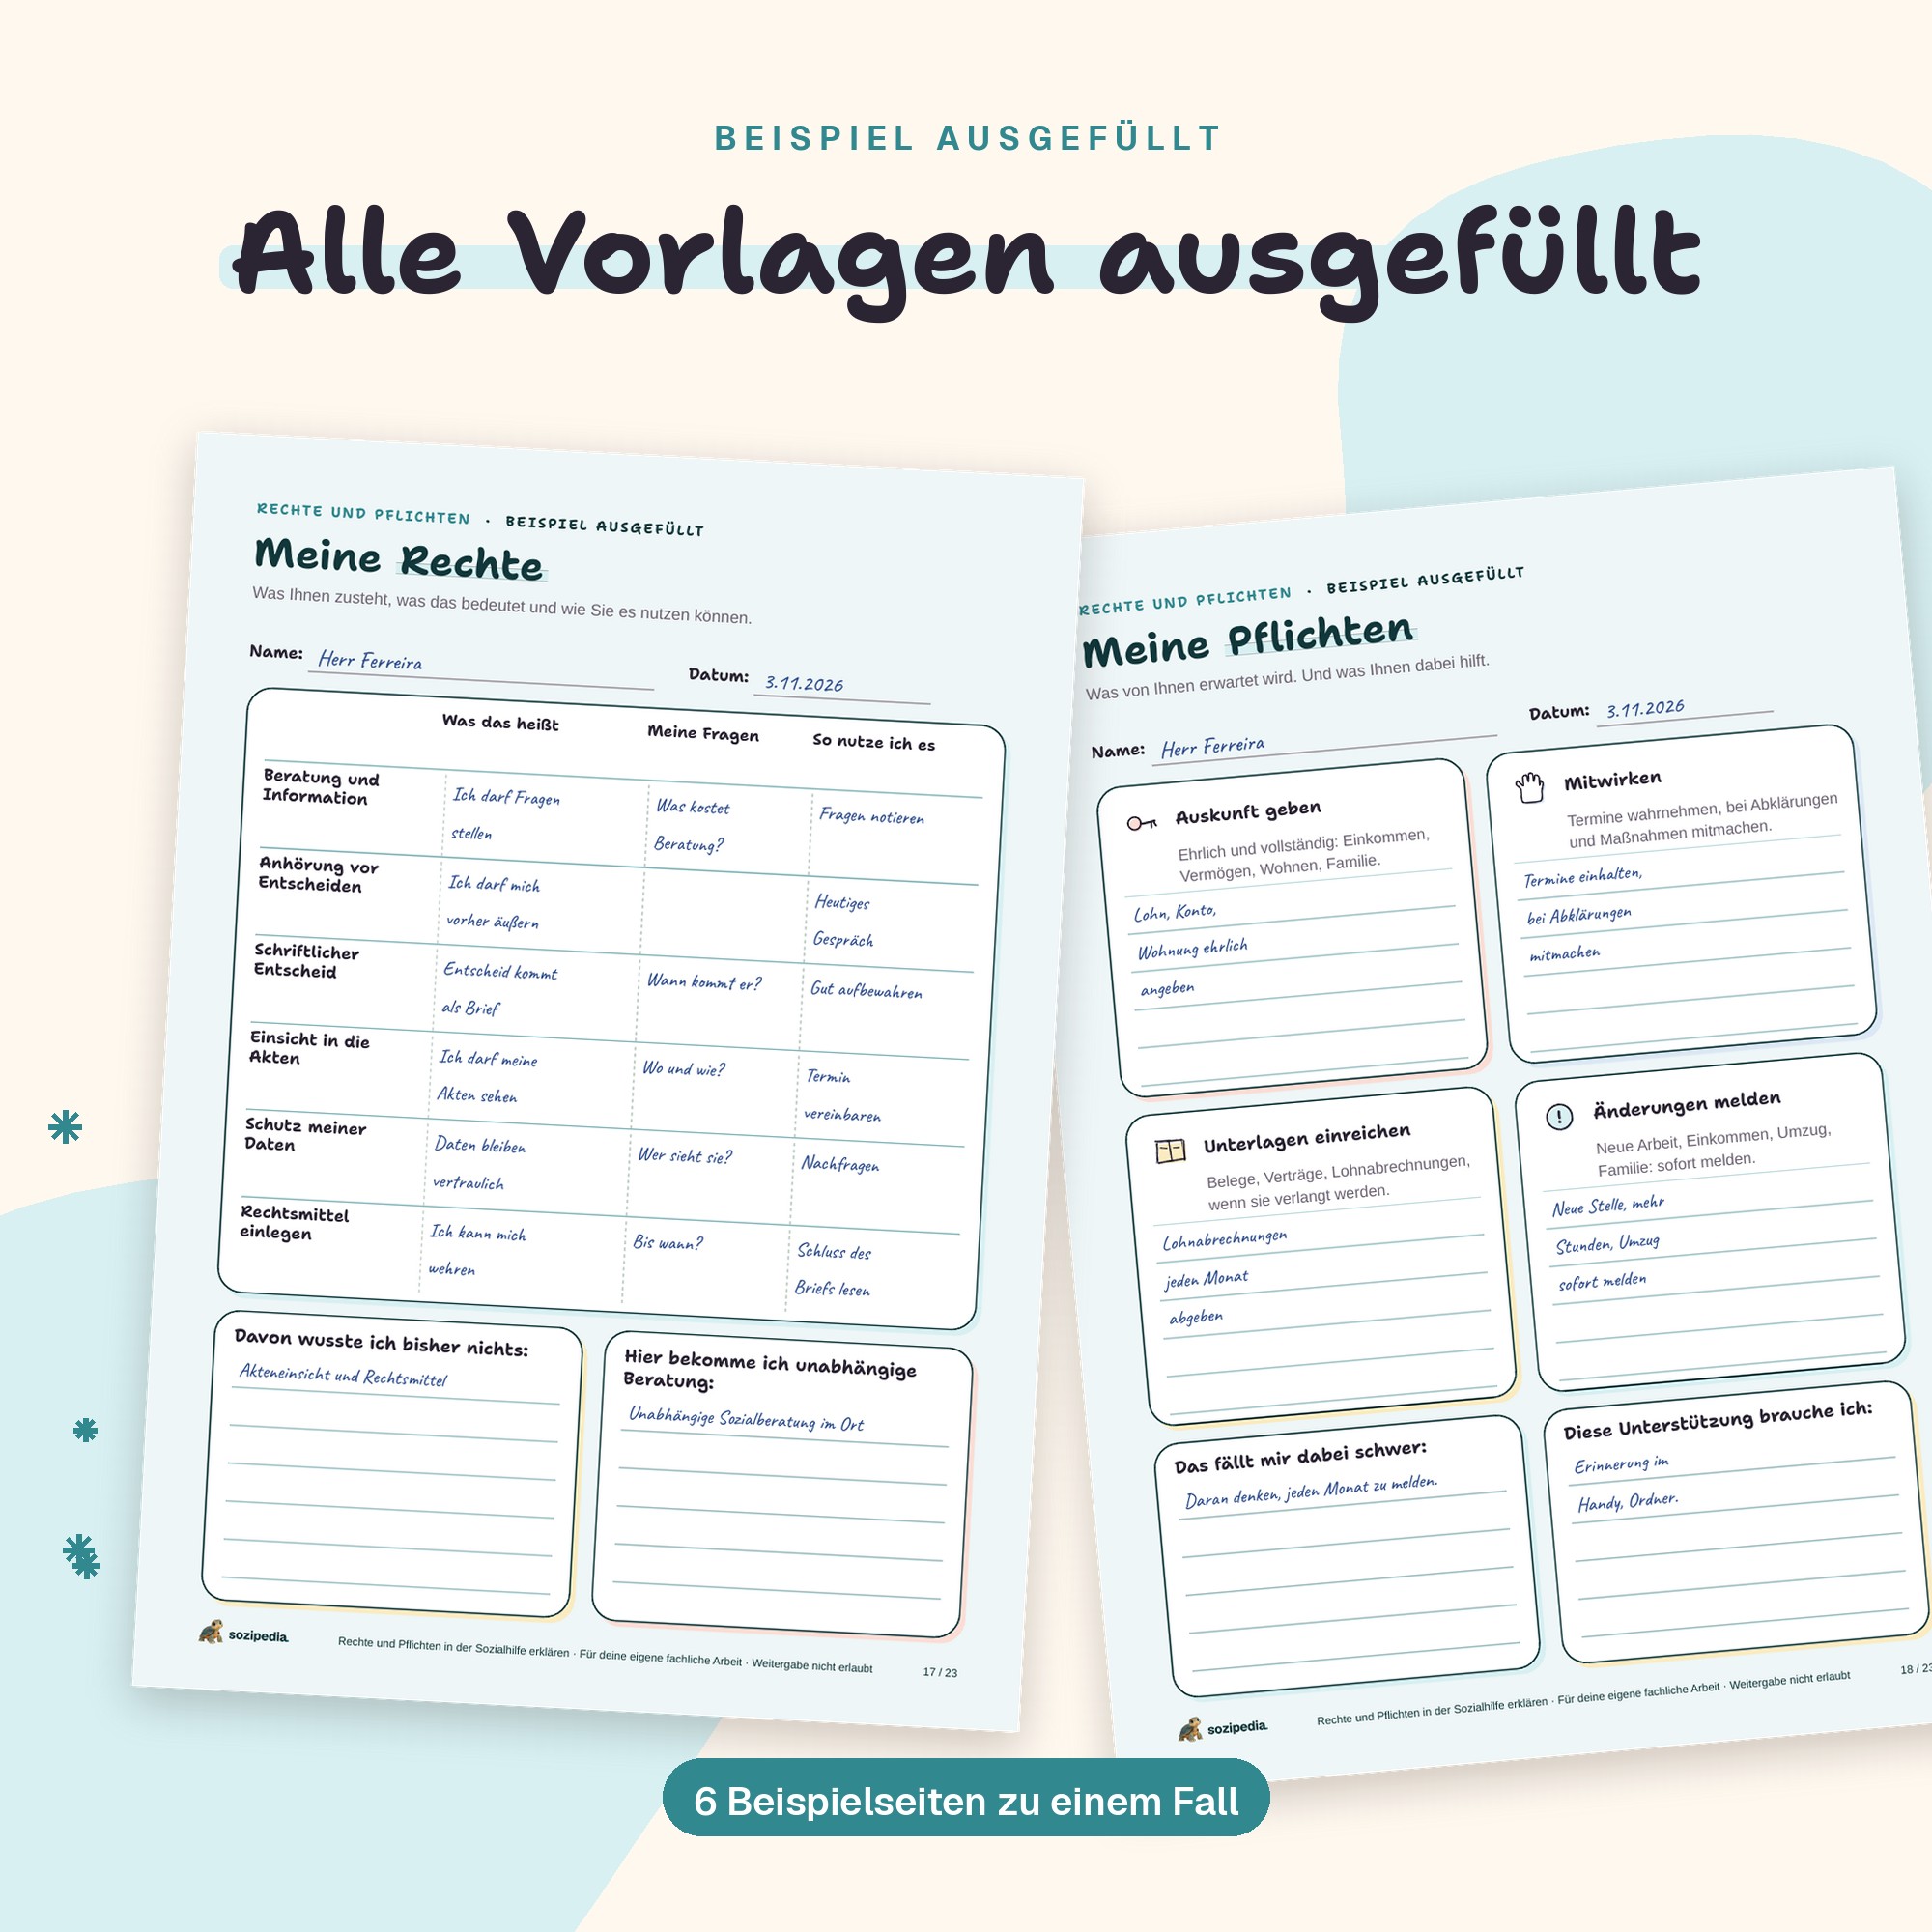 BEISPIEL AUSGEFÜLLT
Alle Vorlagen ausgefüllt
RECHTE UND PFLICHTEN · BEISPIEL AUSGEFÜLLT
Meine Rechte
Was Ihnen zusteht, was das bedeutet und wie Sie es nutzen können.
Name: Herr Ferreira Datum: 3.11.2026
Was das heißt Meine Fragen So nutze ich es
Beratung und
Information
Ich darf Fragen
stellen
Was kostet
Beratung?
Fragen notieren
Anhörung vor
Entscheiden
Ich darf mich
vorher äußern
Heutiges
Gespräch
Schriftlicher
Entscheid
Entscheid kommt
als Brief
Wann kommt er?
Gut aufbewahren
Einsicht in die
Akten
Ich darf meine
Akten sehen
Wo und wie?
Termin
vereinbaren
Schutz meiner
Daten
Daten bleiben
vertraulich
Wer sieht sie?
Nachfragen
Rechtsmittel
einlegen
Ich kann mich
wehren
Bis wann?
Schluss des
Briefs lesen
Davon wusste ich bisher nichts:
Akteneinsicht und Rechtsmittel
Hier bekomme ich unabhängige
Beratung:
Unabhängige Sozialberatung im Ort
sozipedia.
Rechte und Pflichten in der Sozialhilfe erklären · Für deine eigene fachliche Arbeit · Weitergabe nicht erlaubt
17 / 23
RECHTE UND PFLICHTEN · BEISPIEL AUSGEFÜLLT
Meine Pflichten
Was von Ihnen erwartet wird. Und was Ihnen dabei hilft.
Name: Herr Ferreira Datum: 3.11.2026
Auskunft geben
Ehrlich und vollständig: Einkommen,
Vermögen, Wohnen, Familie.
Lohn, Konto,
Wohnung ehrlich
angeben
Mitwirken
Termine wahrnehmen, bei Abklärungen
und Maßnahmen mitmachen.
Termine einhalten,
bei Abklärungen
mitmachen
Unterlagen einreichen
Belege, Verträge, Lohnabrechnungen,
wenn sie verlangt werden.
Lohnabrechnungen
jeden Monat
abgeben
Änderungen melden
Neue Arbeit, Einkommen, Umzug,
Familie: sofort melden.
Neue Stelle, mehr
Stunden, Umzug
sofort melden
Das fällt mir dabei schwer:
Daran denken, jeden Monat zu melden.
Diese Unterstützung brauche ich:
Erinnerung im
Handy, Ordner.
sozipedia.
Rechte und Pflichten in der Sozialhilfe erklären · Für deine eigene fachliche Arbeit · Weitergabe nicht erlaubt
18 / 23
6 Beispielseiten zu einem Fall